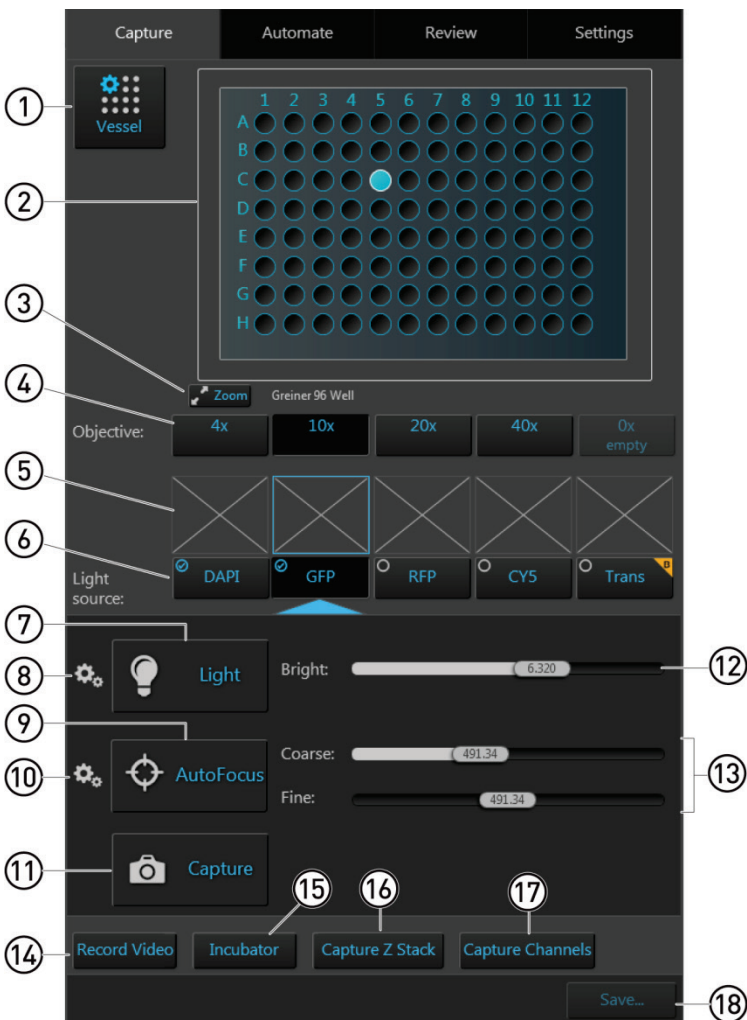 Capture Automate Review Settings
1
Vessel
1 2 3 4 5 6 7 8 9 10 11 12
A
B
C
D
E
F
G
H
2
3
Zoom Greiner 96 Well
4
Objective: 4x 10x 20x 40x 0x
empty
5
6
DAPI GFP RFP CY5 Trans B
Light
source:
7
8
Light Bright: 6.320 12
9
10
AutoFocus Coarse: 491.34
Fine: 491.34
13
11
Capture
15 16 17
14
Record Video Incubator Capture Z Stack Capture Channels
Save... 18